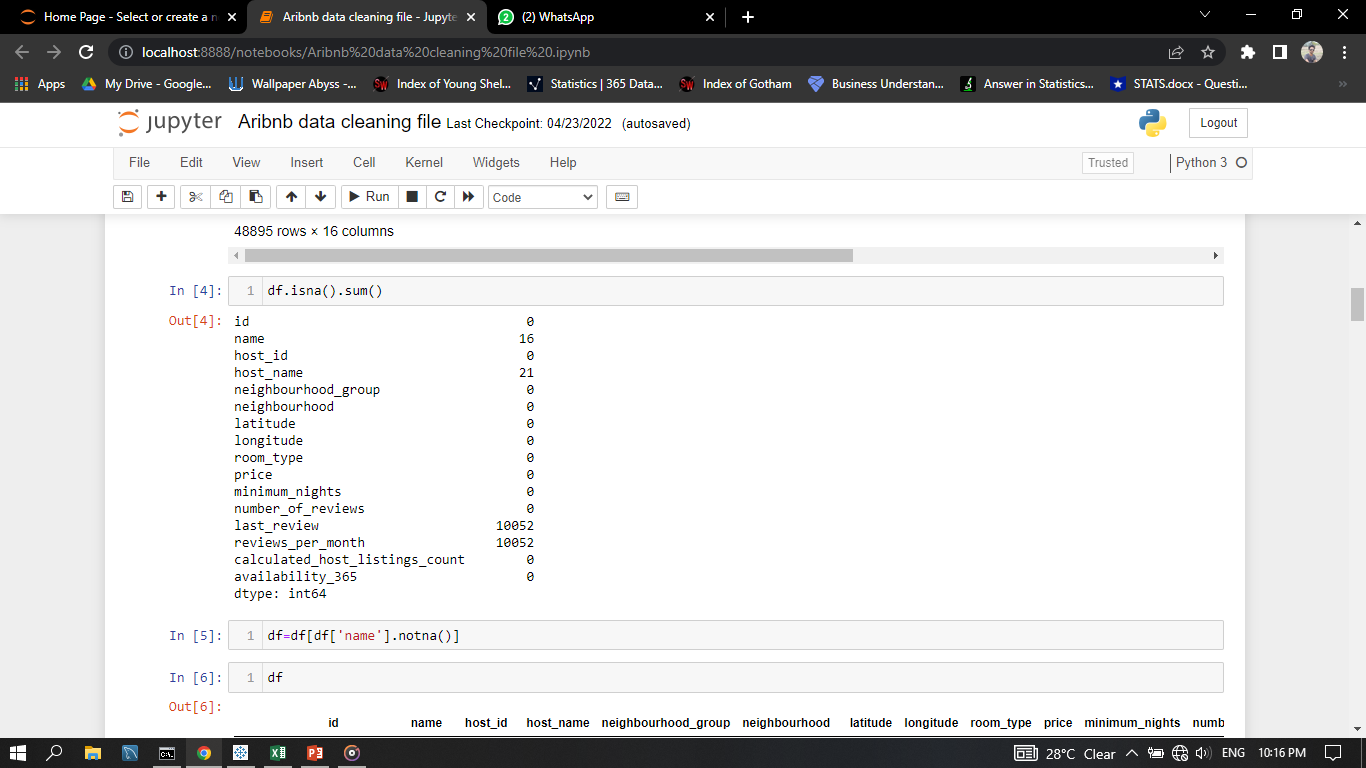 Home Page - Select or create a n
Aribnb data cleaning file - Jupyte
(2) WhatsApp
localhost:8888/notebooks/Aribnb%20data%20cleaning%20file%20.ipynb
Apps My Drive - Google... Wallpaper Abyss -... Index of Young Shel... Statistics | 365 Data... Index of Gotham Business Understan... Answer in Statistics... STATS.docx - Questi...
jupyter Aribnb data cleaning file Last Checkpoint: 04/23/2022 (autosaved) Logout
File Edit View Insert Cell Kernel Widgets Help Trusted Python 3
Run Code
48895 rows × 16 columns
In [4]: 1 df.isna().sum()
Out[4]: id 0
name 16
host_id 0
host_name 21
neighbourhood_group 0
neighbourhood 0
latitude 0
longitude 0
room_type 0
price 0
minimum_nights 0
number_of_reviews 0
last_review 10052
reviews_per_month 10052
calculated_host_listings_count 0
availability_365 0
dtype: int64
In [5]: 1 df=df[df['name'].notna()]
In [6]: 1 df
Out[6]:
id name host_id host_name neighbourhood_group neighbourhood latitude longitude room_type price minimum_nights numb
28°C Clear ENG 10:16 PM